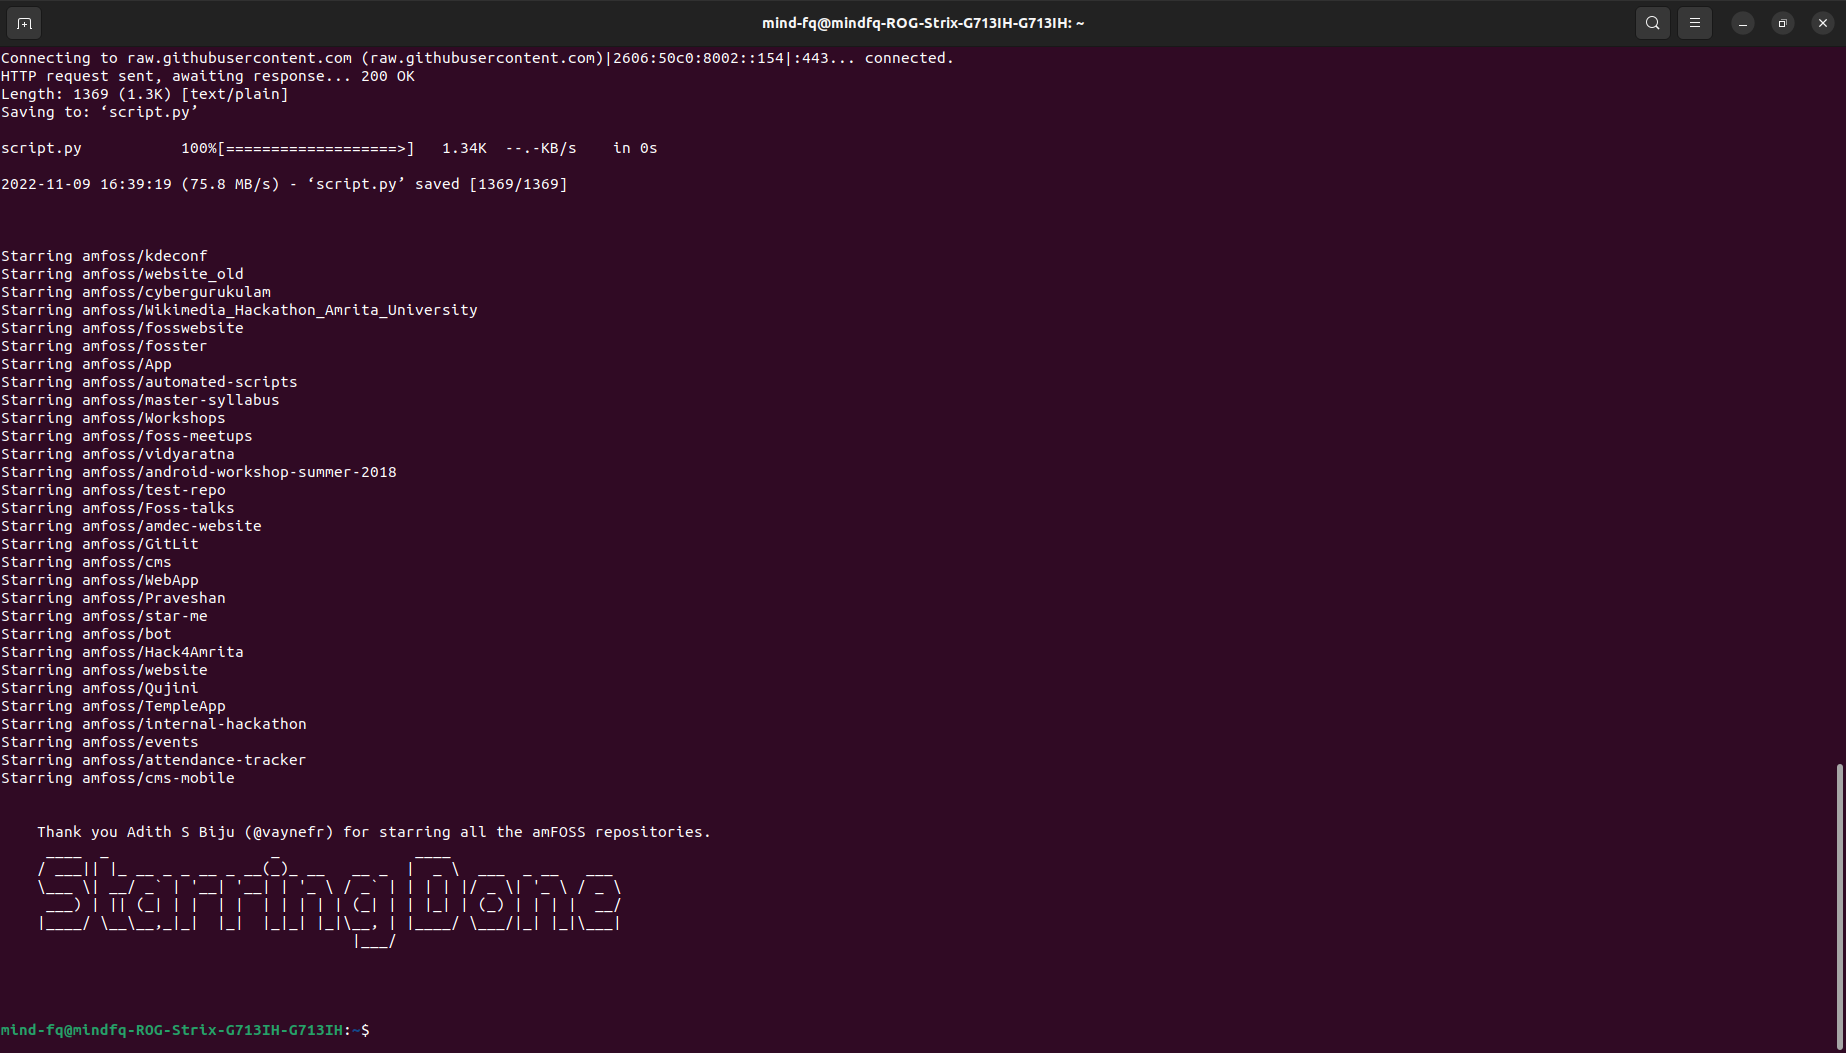 mind-fq@mindfq-ROG-Strix-G713IH-G713IH: ~
Connecting to raw.githubusercontent.com (raw.githubusercontent.com)|2606:50c0:8002::154|:443... connected.
HTTP request sent, awaiting response... 200 OK
Length: 1369 (1.3K) [text/plain]
Saving to: ‘script.py’
script.py           100%[===================>]   1.34K  --.-KB/s    in 0s
2022-11-09 16:39:19 (75.8 MB/s) - ‘script.py’ saved [1369/1369]
Starring amfoss/kdeconf
Starring amfoss/website_old
Starring amfoss/cybergurukulam
Starring amfoss/Wikimedia_Hackathon_Amrita_University
Starring amfoss/fosswebsite
Starring amfoss/fosster
Starring amfoss/App
Starring amfoss/automated-scripts
Starring amfoss/master-syllabus
Starring amfoss/Workshops
Starring amfoss/foss-meetups
Starring amfoss/vidyaratna
Starring amfoss/android-workshop-summer-2018
Starring amfoss/test-repo
Starring amfoss/Foss-talks
Starring amfoss/amdec-website
Starring amfoss/GitLit
Starring amfoss/cms
Starring amfoss/WebApp
Starring amfoss/Praveshan
Starring amfoss/star-me
Starring amfoss/bot
Starring amfoss/Hack4Amrita
Starring amfoss/website
Starring amfoss/Qujini
Starring amfoss/TempleApp
Starring amfoss/internal-hackathon
Starring amfoss/events
Starring amfoss/attendance-tracker
Starring amfoss/cms-mobile
Thank you Adith S Biju (@vaynefr) for starring all the amFOSS repositories.
StarringDone
mind-fq@mindfq-ROG-Strix-G713IH-G713IH:~$